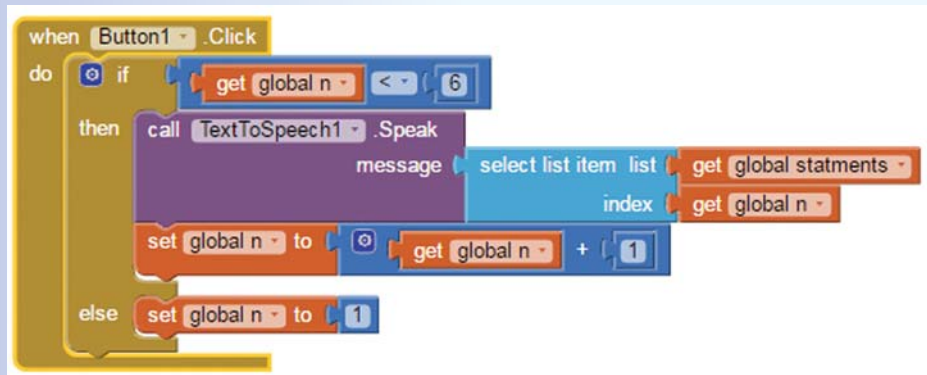 when Button1 .Click
do if get global n < 6
then call TextToSpeech1 .Speak
message select list item list get global statments
index get global n
set global n to get global n + 1
else set global n to 1